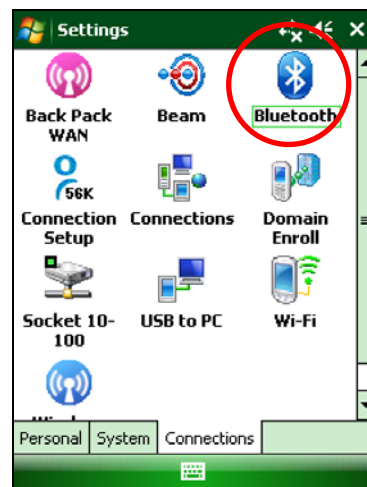 Settings
Back Pack WAN
Beam
Bluetooth
56K
Connection Setup
Connections
Domain Enroll
Socket 10-100
USB to PC
Wi-Fi
Personal System Connections